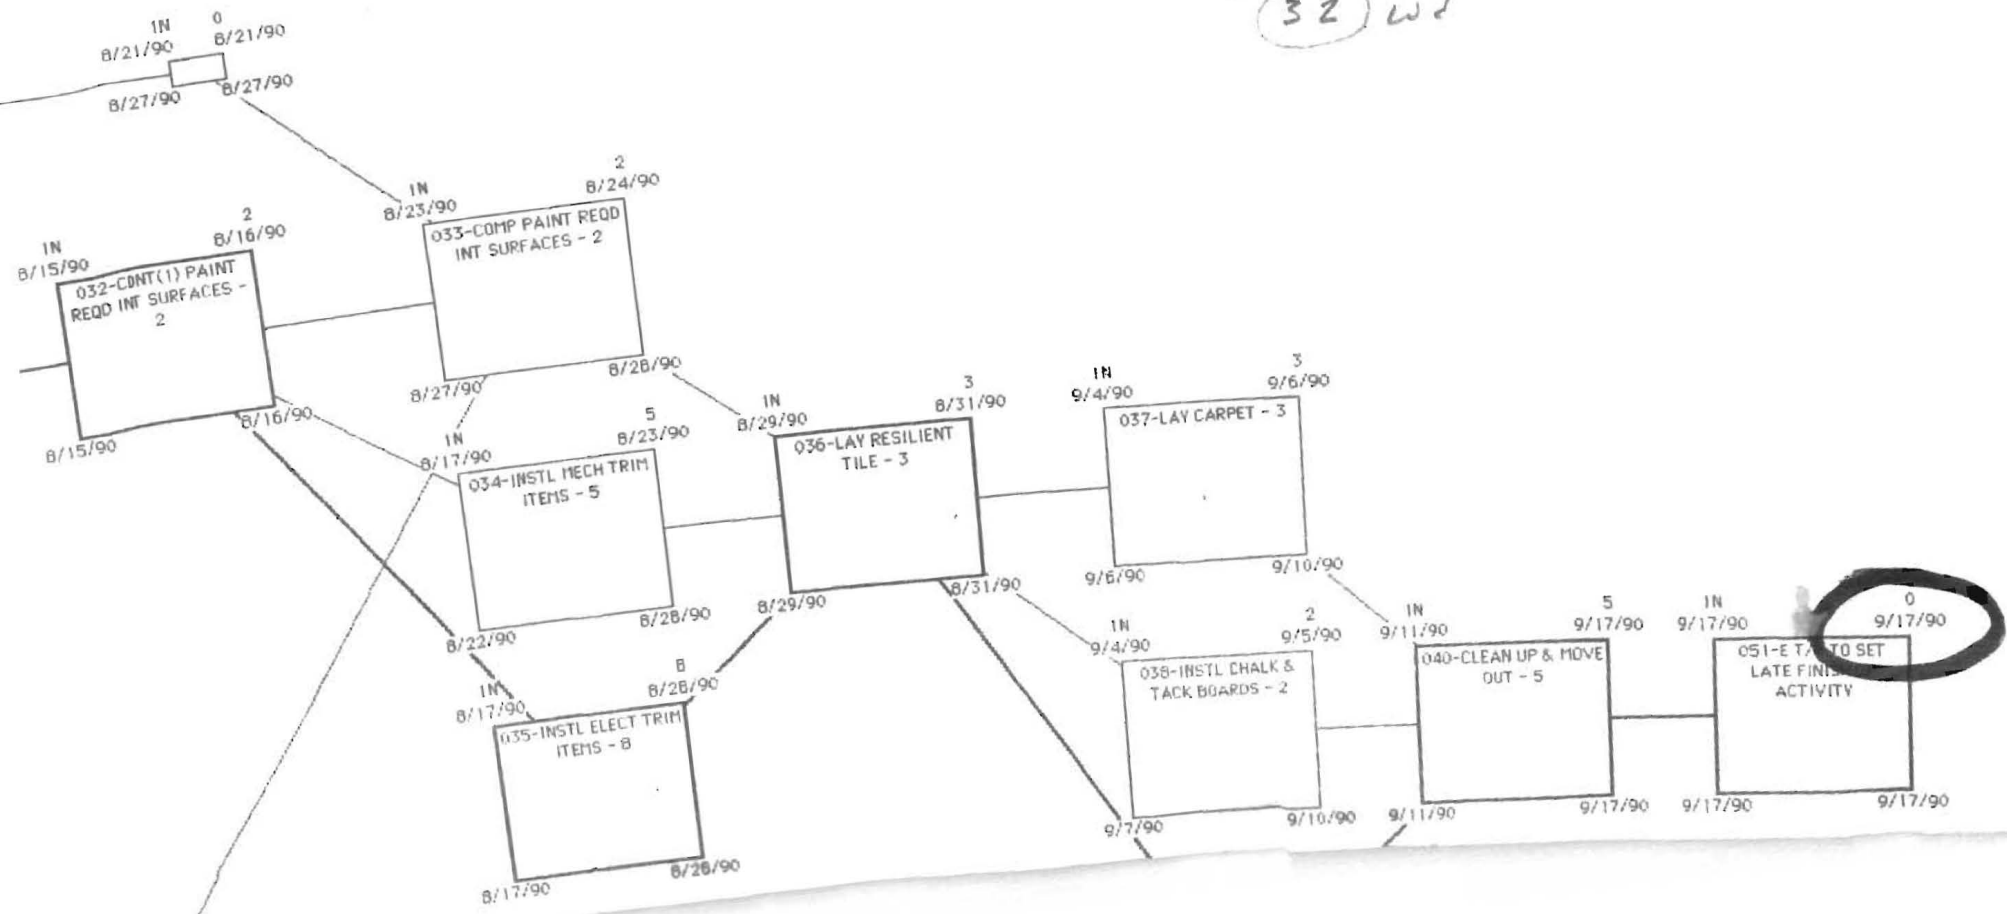 32
IN
0
8/21/90
8/21/90
8/27/90
8/27/90
IN
2
8/15/90
8/16/90
032-CONT(1) PAINT
REQD INT SURFACES -
2
8/15/90
8/16/90
IN
2
8/23/90
8/24/90
033-COMP PAINT REQD
INT SURFACES - 2
8/27/90
8/28/90
IN
5
8/17/90
8/23/90
034-INSTL MECH TRIM
ITEMS - 5
8/22/90
8/28/90
IN
8
8/17/90
8/28/90
035-INSTL ELECT TRIM
ITEMS - 8
8/17/90
8/28/90
IN
3
8/29/90
8/31/90
036-LAY RESILIENT
TILE - 3
8/29/90
8/31/90
IN
3
9/4/90
9/6/90
037-LAY CARPET - 3
9/6/90
9/10/90
IN
2
9/4/90
9/5/90
038-INSTL CHALK &
TACK BOARDS - 2
9/7/90
9/10/90
IN
5
9/11/90
9/17/90
040-CLEAN UP & MOVE
OUT - 5
9/11/90
9/17/90
IN
0
9/17/90
9/17/90
051-E TO SET
LATE
ACTIVITY
9/17/90
9/17/90